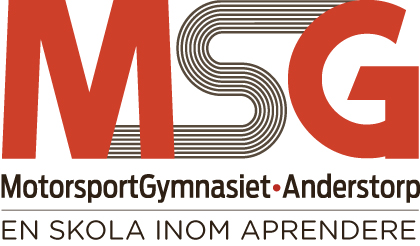 MSG
MotorsportGymnasiet•Anderstorp
EN SKOLA INOM APRENDERE